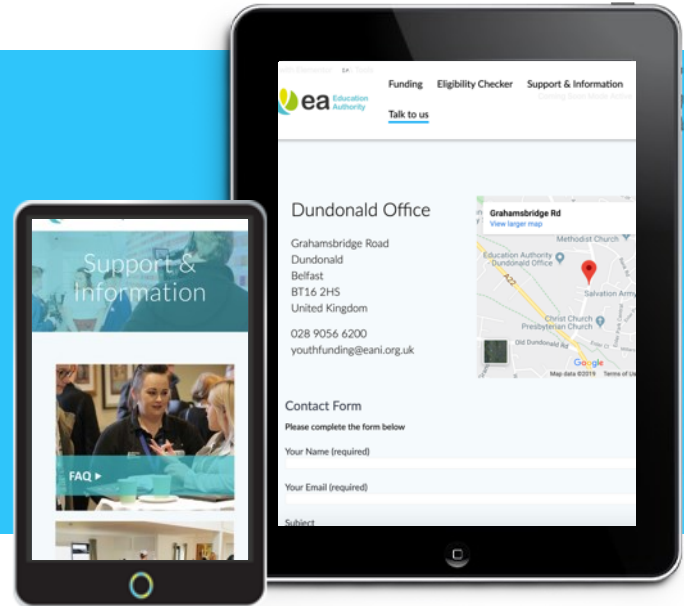 ea Education
Authority
Funding Eligibility Checker Support & Information
Talk to us
Dundonald Office
Grahamsbridge Road
Dundonald
Belfast
BT16 2HS
United Kingdom
028 9056 6200
youthfunding@eani.org.uk
Grahamsbridge Rd
View larger map
Methodist Church
Education Authority
Dundonald Office
A22
Salvation Army
Christ Church
Presbyterian Church
Old Dundonald Rd
Google
Map data ©2019 Terms of Us
Contact Form
Please complete the form below
Your Name (required)
Your Email (required)
Subject
Support &
Information
FAQ